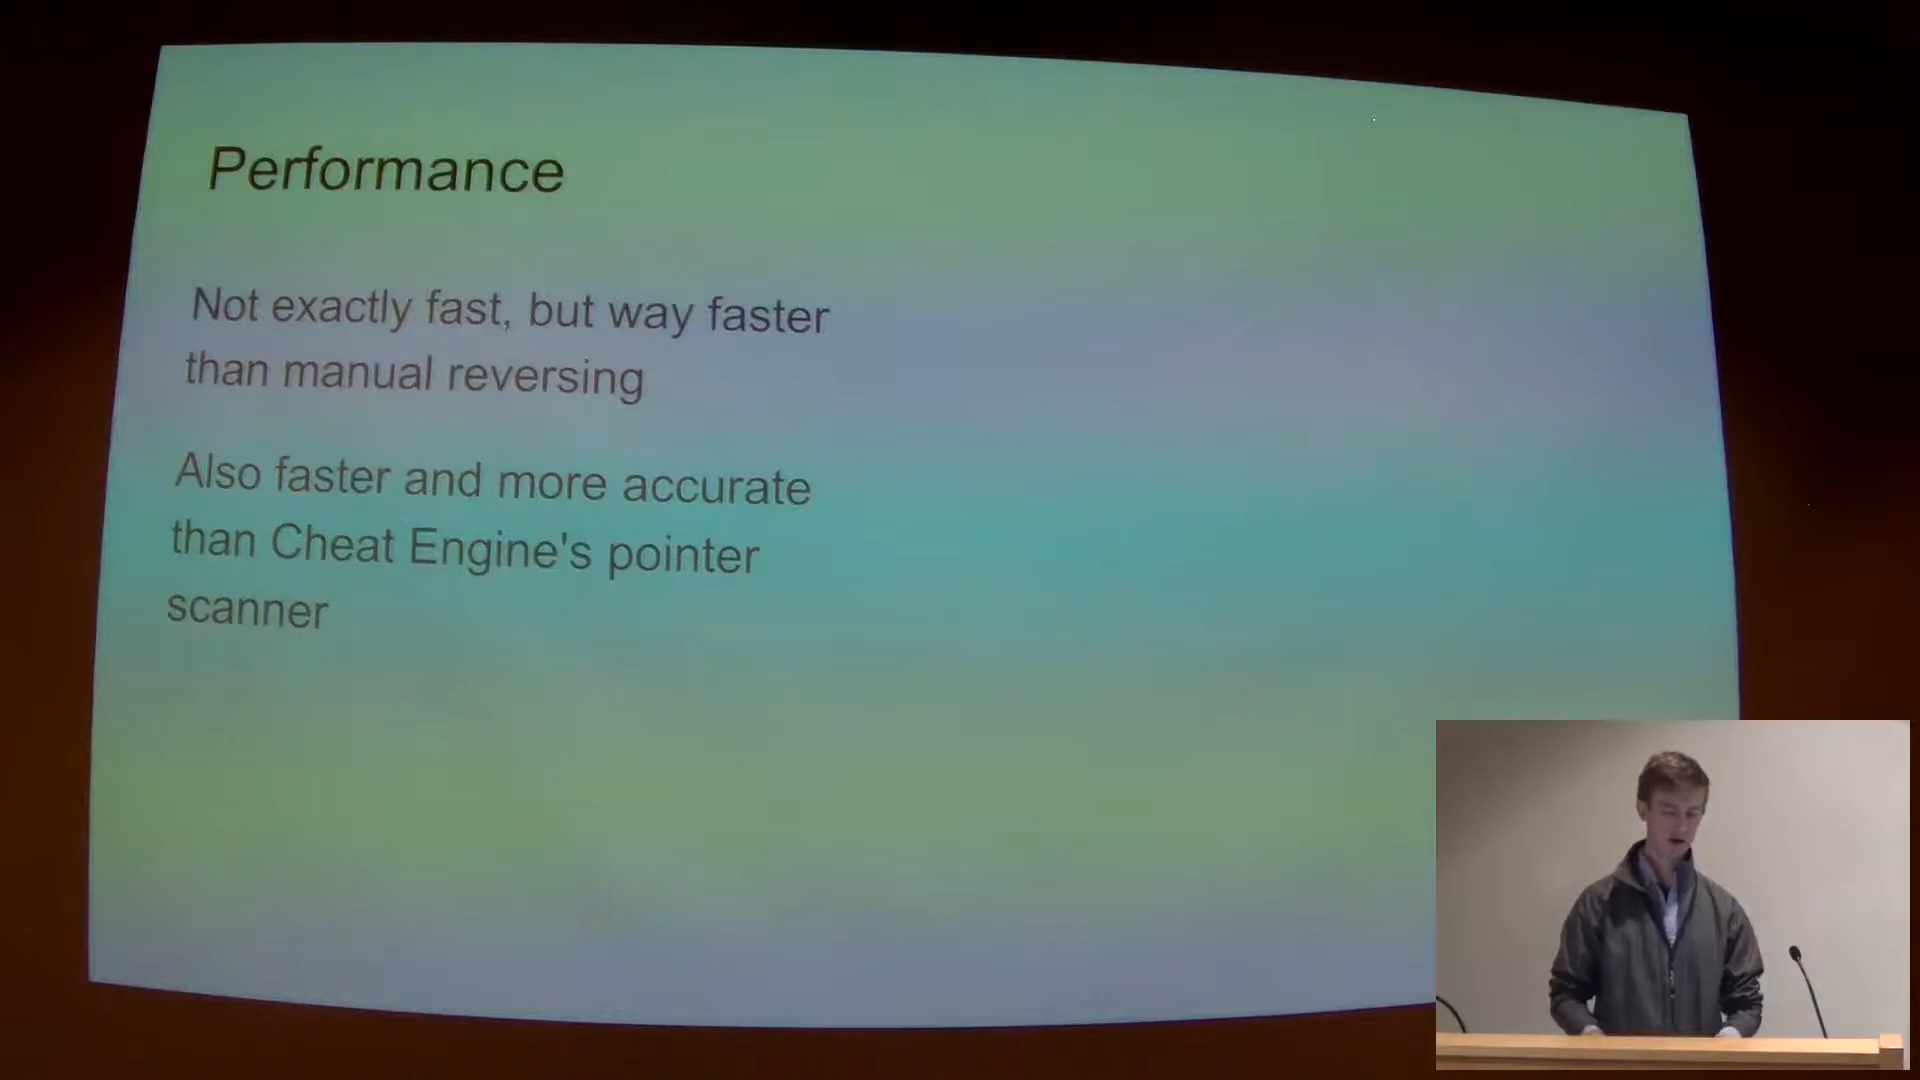 Performance
Not exactly fast, but way faster
than manual reversing
Also faster and more accurate
than Cheat Engine's pointer
scanner